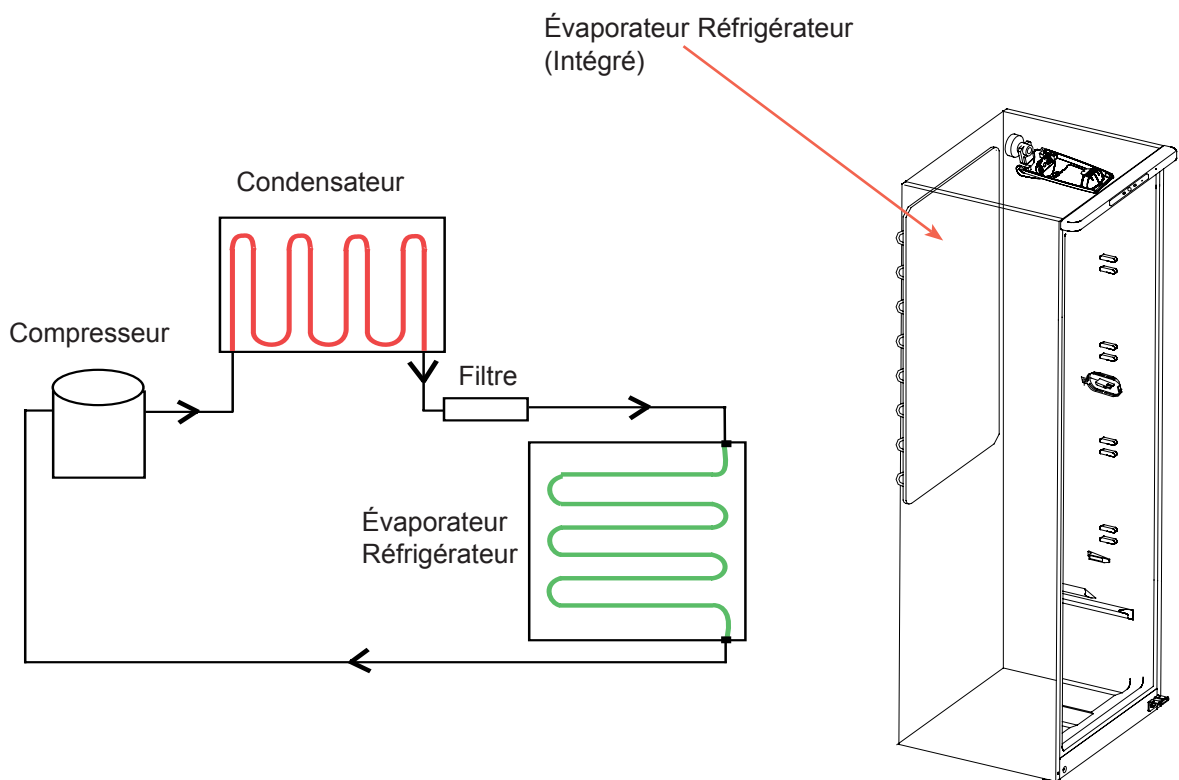 Évaporateur Réfrigérateur
(Intégré)
Condensateur
Compresseur
Filtre
Évaporateur
Réfrigérateur